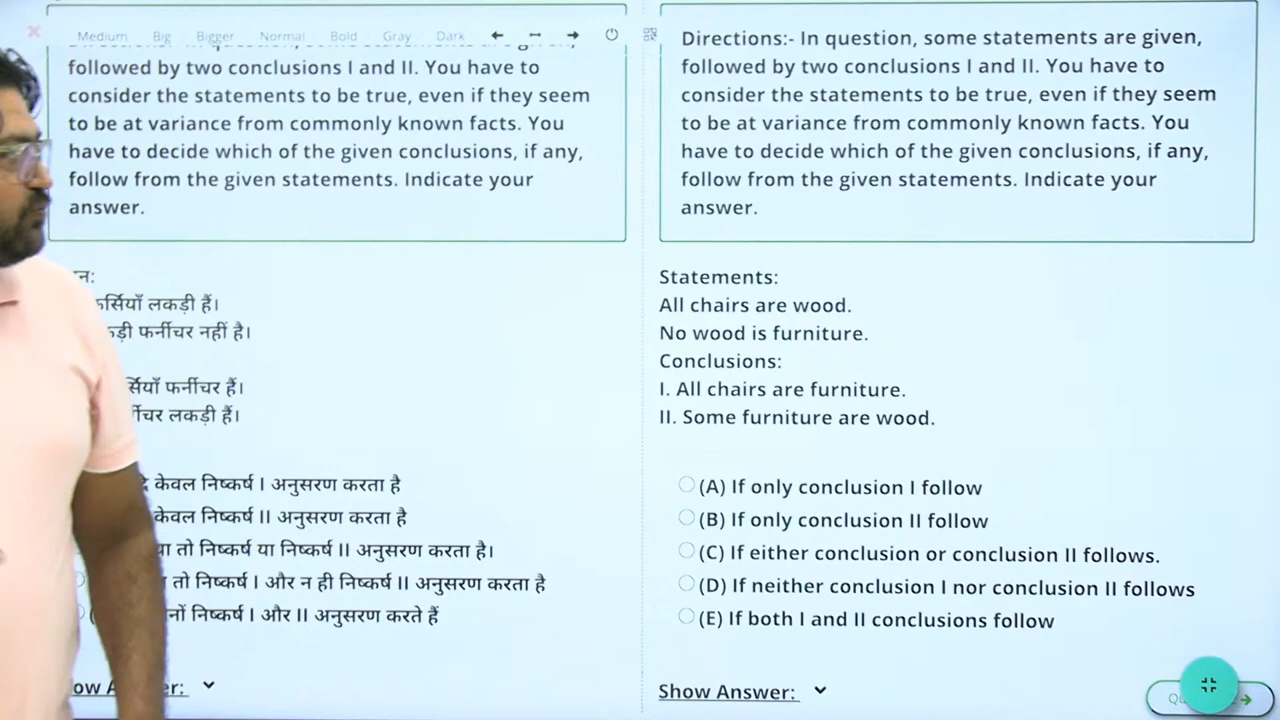 Medium Big Bigger Normal Bold Gray Dark
followed by two conclusions I and II. You have to
consider the statements to be true, even if they seem
to be at variance from commonly known facts. You
have to decide which of the given conclusions, if any,
follow from the given statements. Indicate your
answer.
लकड़ी हैं।
फर्नीचर नहीं है।
फर्नीचर हैं।
लकड़ी हैं।
केवल निष्कर्ष I अनुसरण करता है
केवल निष्कर्ष II अनुसरण करता है
तो निष्कर्ष या निष्कर्ष II अनुसरण करता है।
तो निष्कर्ष I और न ही निष्कर्ष II अनुसरण करता है
निष्कर्ष I और II अनुसरण करते हैं
Directions:- In question, some statements are given,
followed by two conclusions I and II. You have to
consider the statements to be true, even if they seem
to be at variance from commonly known facts. You
have to decide which of the given conclusions, if any,
follow from the given statements. Indicate your
answer.
Statements:
All chairs are wood.
No wood is furniture.
Conclusions:
I. All chairs are furniture.
II. Some furniture are wood.
(A) If only conclusion I follow
(B) If only conclusion II follow
(C) If either conclusion or conclusion II follows.
(D) If neither conclusion I nor conclusion II follows
(E) If both I and II conclusions follow
Show Answer: